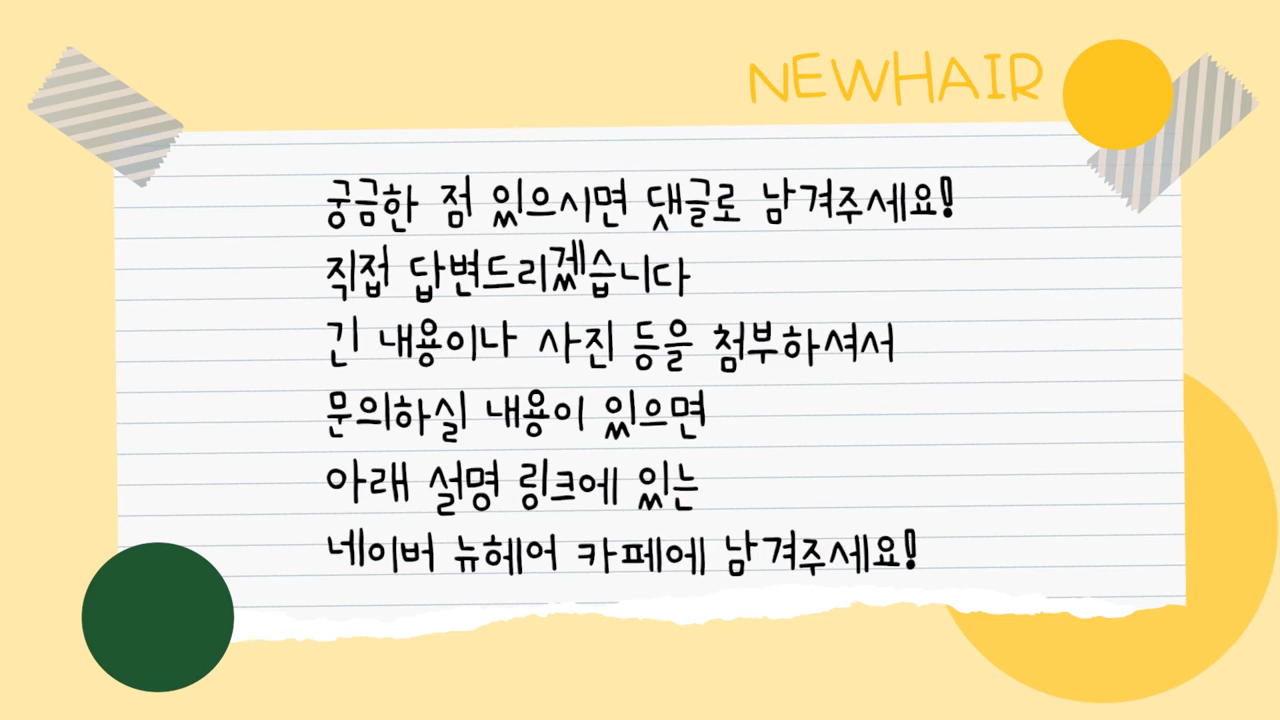 NEWHAIR
궁금한 점 있으시면 댓글로 남겨주세요!
직접 답변드리겠습니다
긴 내용이나 사진 등을 첨부하셔서
문의하실 내용이 있으면
아래 설명 링크에 있는
네이버 뉴헤어 카페에 남겨주세요!